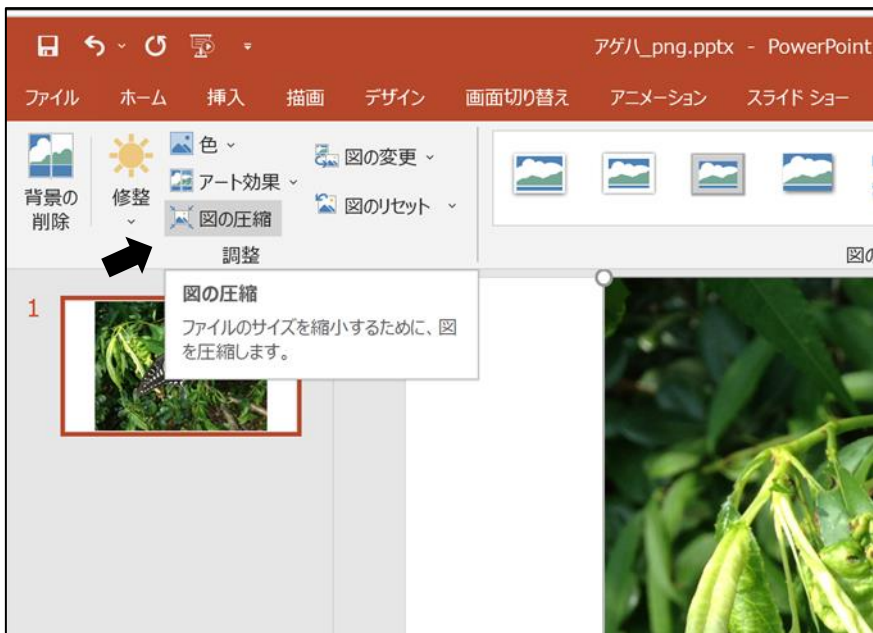 アゲハ_png.pptx - PowerPoint
ファイル ホーム 挿入 描画 デザイン 画面切り替え アニメーション スライド ショー
背景の
削除
修整
色
アート効果
図の圧縮
図の変更
図のリセット
調整
図の
図の圧縮
ファイルのサイズを縮小するために、図
を圧縮します。
1